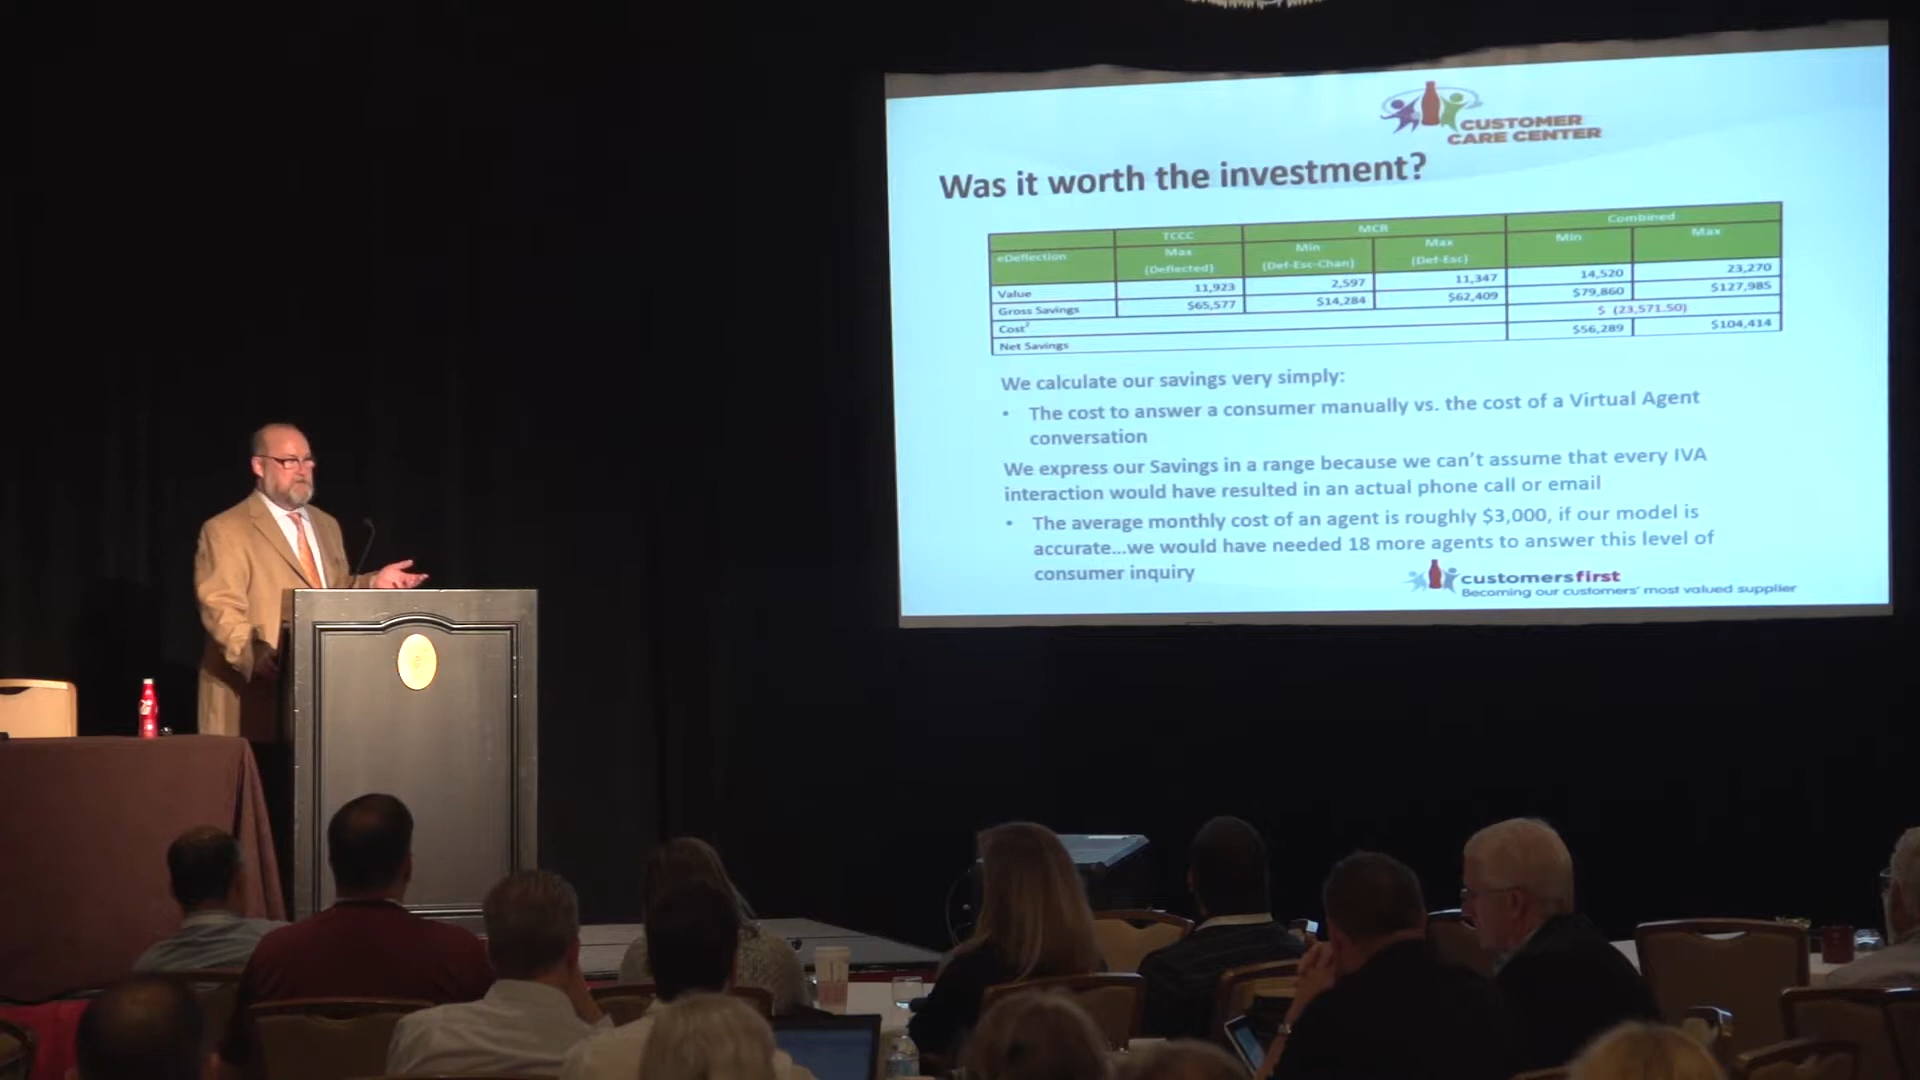 CUSTOMER
CARE CENTER
Was it worth the investment?
TCCC MCR Combined
eDeflection Max (Deflected) Min (Def-Esc-Chan) Max (Def-Esc) Min Max
Value 11,923 2,597 11,347 14,520 23,270
Gross Savings $65,577 $14,284 $62,409 $79,860 $127,985
Cost² $ (23,571.50)
Net Savings $56,289 $104,414
We calculate our savings very simply:
• The cost to answer a consumer manually vs. the cost of a Virtual Agent
conversation
We express our Savings in a range because we can't assume that every IVA
interaction would have resulted in an actual phone call or email
• The average monthly cost of an agent is roughly $3,000, if our model is
accurate...we would have needed 18 more agents to answer this level of
consumer inquiry
customersfirst
Becoming our customers' most valued supplier